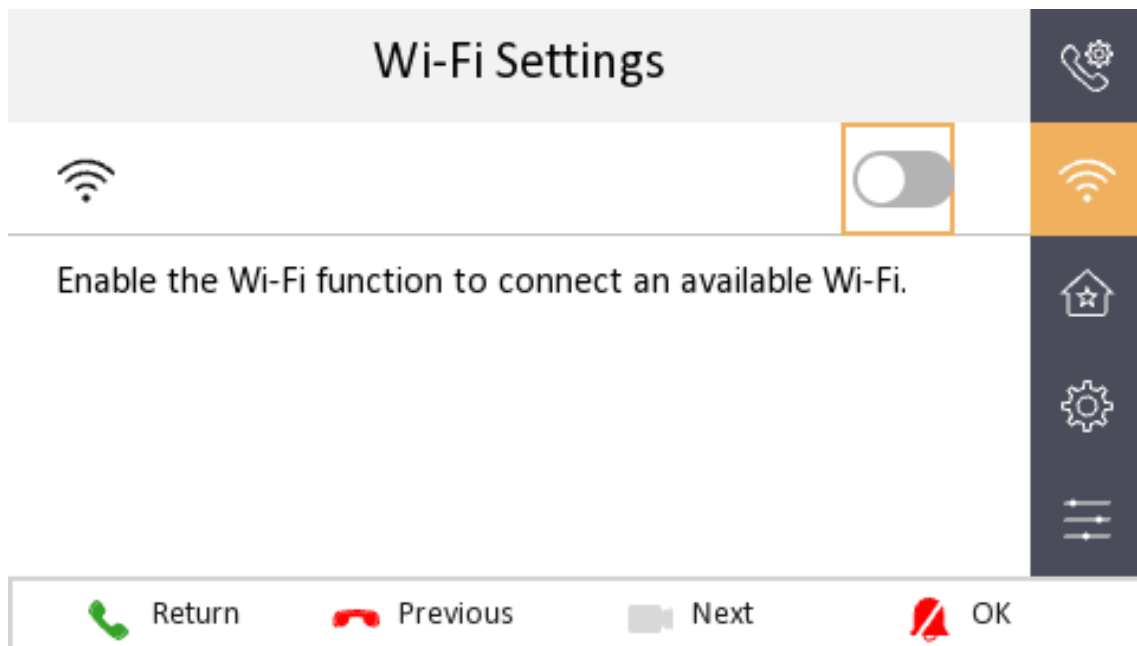 Wi-Fi Settings
Enable the Wi-Fi function to connect an available Wi-Fi.
Return Previous Next OK